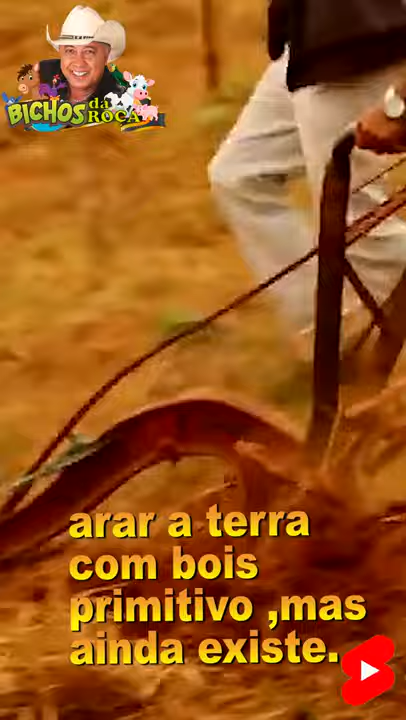 BICHOS da
ROÇA
arar a terra
com bois
primitivo ,mas
ainda existe.